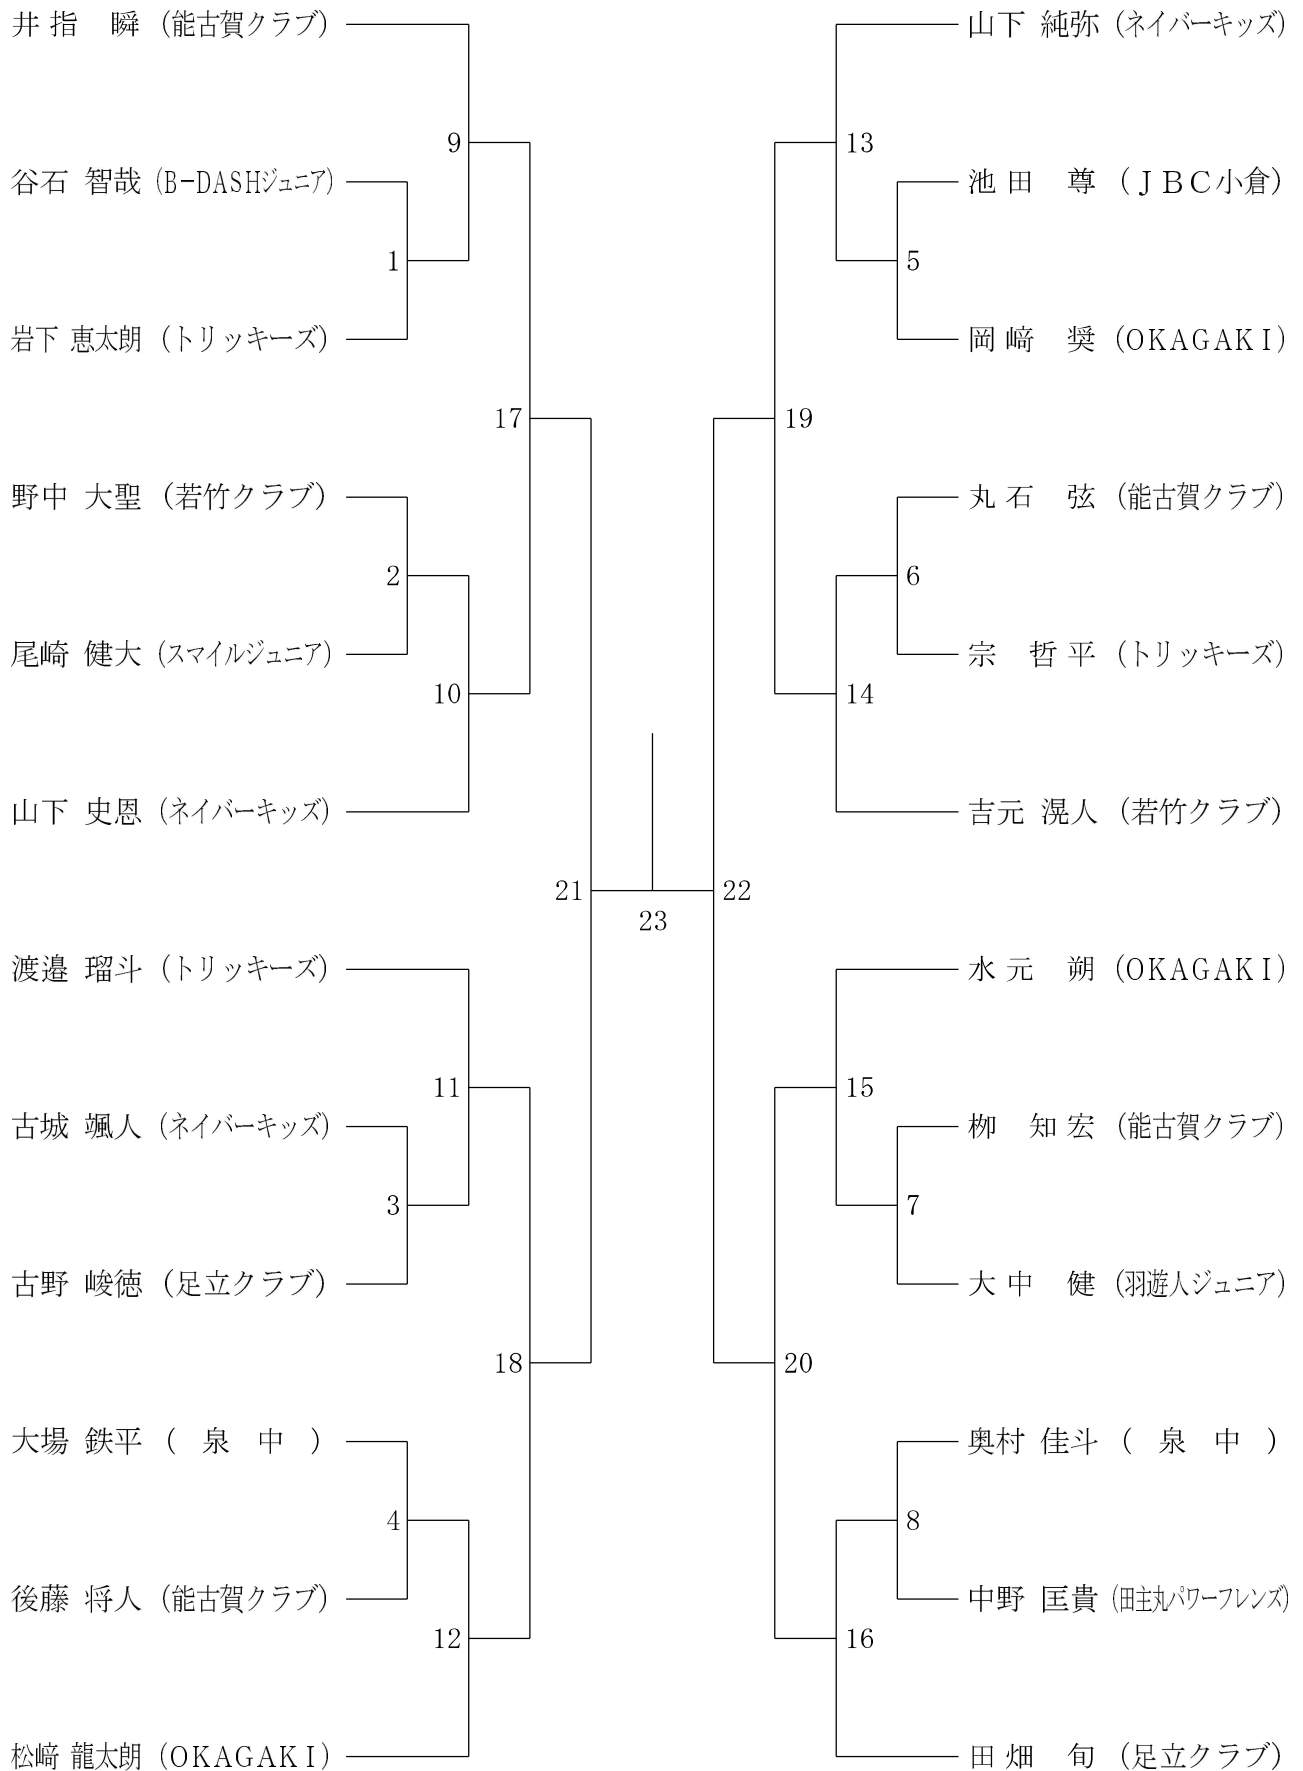 井指 瞬 (能古賀クラブ)
山下 純弥 (ネイバーキッズ)
9
13
谷石 智哉 (B-DASHジュニア)
池田 尊 (ＪＢＣ小倉)
1
5
岩下 恵太朗 (トリッキーズ)
岡﨑 奨 (OKAGAKI)
17
19
野中 大聖 (若竹クラブ)
丸石 弦 (能古賀クラブ)
2
6
尾崎 健大 (スマイルジュニア)
宗 哲平 (トリッキーズ)
10
14
山下 史恩 (ネイバーキッズ)
吉元 滉人 (若竹クラブ)
21
22
23
渡邉 瑠斗 (トリッキーズ)
水元 朔 (OKAGAKI)
11
15
古城 颯人 (ネイバーキッズ)
栁 知宏 (能古賀クラブ)
3
7
古野 峻徳 (足立クラブ)
大中 健 (羽遊人ジュニア)
18
20
大場 鉄平 (泉中)
奥村 佳斗 (泉中)
4
8
後藤 将人 (能古賀クラブ)
中野 匡貴 (田主丸パワーフレンズ)
12
16
松﨑 龍太朗 (OKAGAKI)
田畑 旬 (足立クラブ)